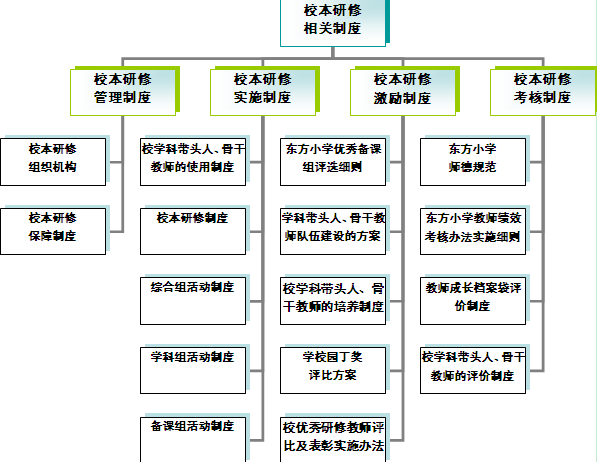 校本研修
相关制度
校本研修
管理制度
校本研修
实施制度
校本研修
激励制度
校本研修
考核制度
校本研修
组织机构
校本研修
保障制度
校学科带头人、骨干
教师的使用制度
校本研修制度
综合组活动制度
学科组活动制度
备课组活动制度
东方小学优秀备课
组评选细则
学科带头人、骨干教
师队伍建设的方案
校学科带头人、骨
干教师的培养制度
学校园丁奖
评比方案
校优秀研修教师评
比及表彰实施办法
东方小学
师德规范
东方小学教师绩效
考核办法实施细则
教师成长档案袋评
价制度
校学科带头人、骨干
教师的评价制度